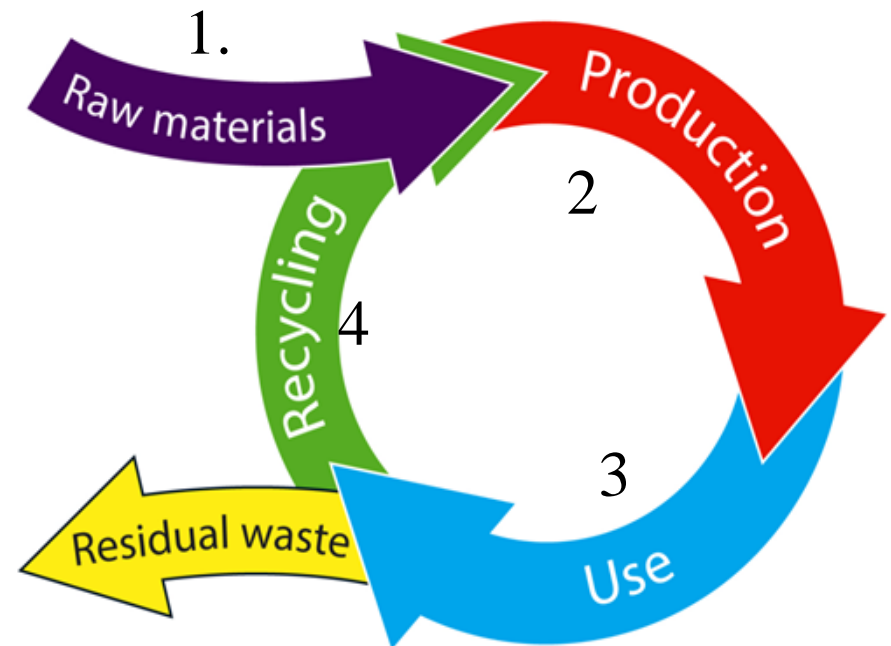 1.
Raw materials
Production
2
Recycling
4
3
Use
Residual waste